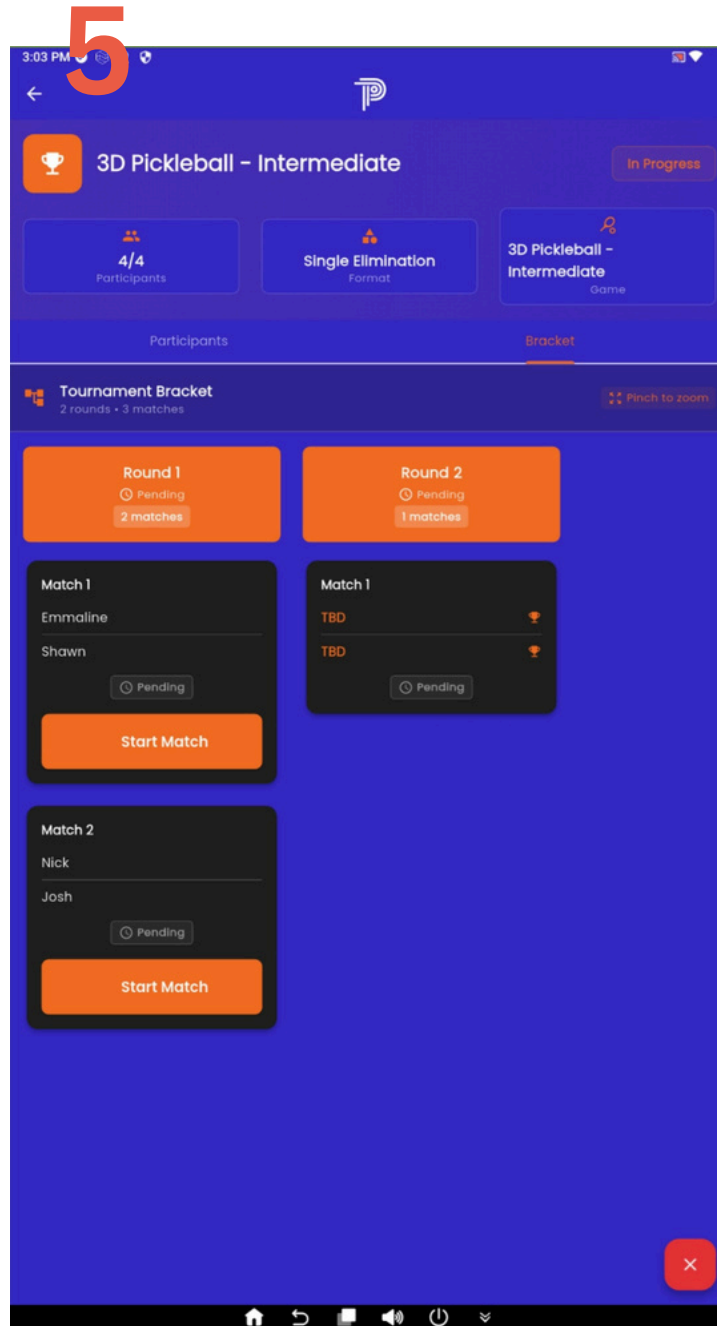 5
3:03 PM
3D Pickleball - Intermediate
In Progress
4/4
Participants
Single Elimination
Format
3D Pickleball -
Intermediate
Game
Participants
Bracket
Tournament Bracket
2 rounds • 3 matches
Pinch to zoom
Round 1
Pending
2 matches
Round 2
Pending
1 matches
Match 1
Emmaline
Shawn
Pending
Start Match
Match 1
TBD
TBD
Pending
Match 2
Nick
Josh
Pending
Start Match